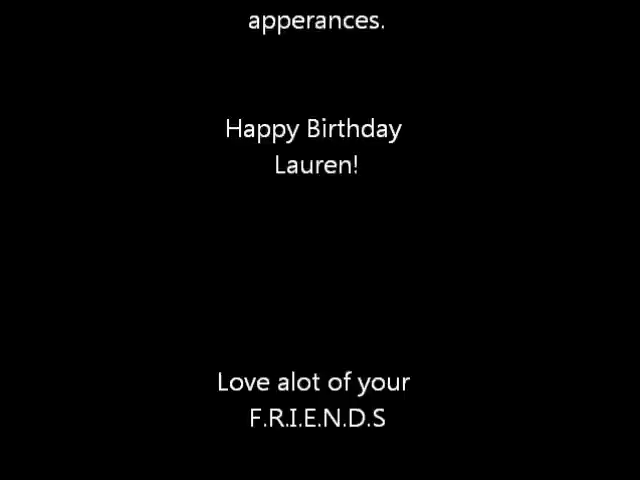 apperances.
Happy Birthday
Lauren!
Love alot of your
F.R.I.E.N.D.S